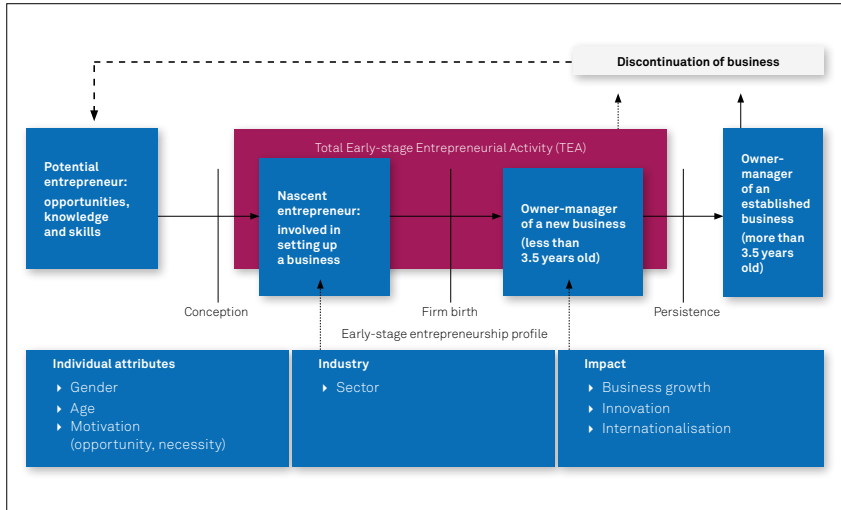 Discontinuation of business
Total Early-stage Entrepreneurial Activity (TEA)
Potential
entrepreneur:
opportunities,
knowledge
and skills
Nascent
entrepreneur:
involved in
setting up
a business
Owner-manager
of a new business
(less than
3.5 years old)
Owner-
manager
of an
established
business
(more than
3.5 years
old)
Conception
Firm birth
Persistence
Early-stage entrepreneurship profile
Individual attributes
Gender
Age
Motivation
(opportunity, necessity)
Industry
Sector
Impact
Business growth
Innovation
Internationalisation